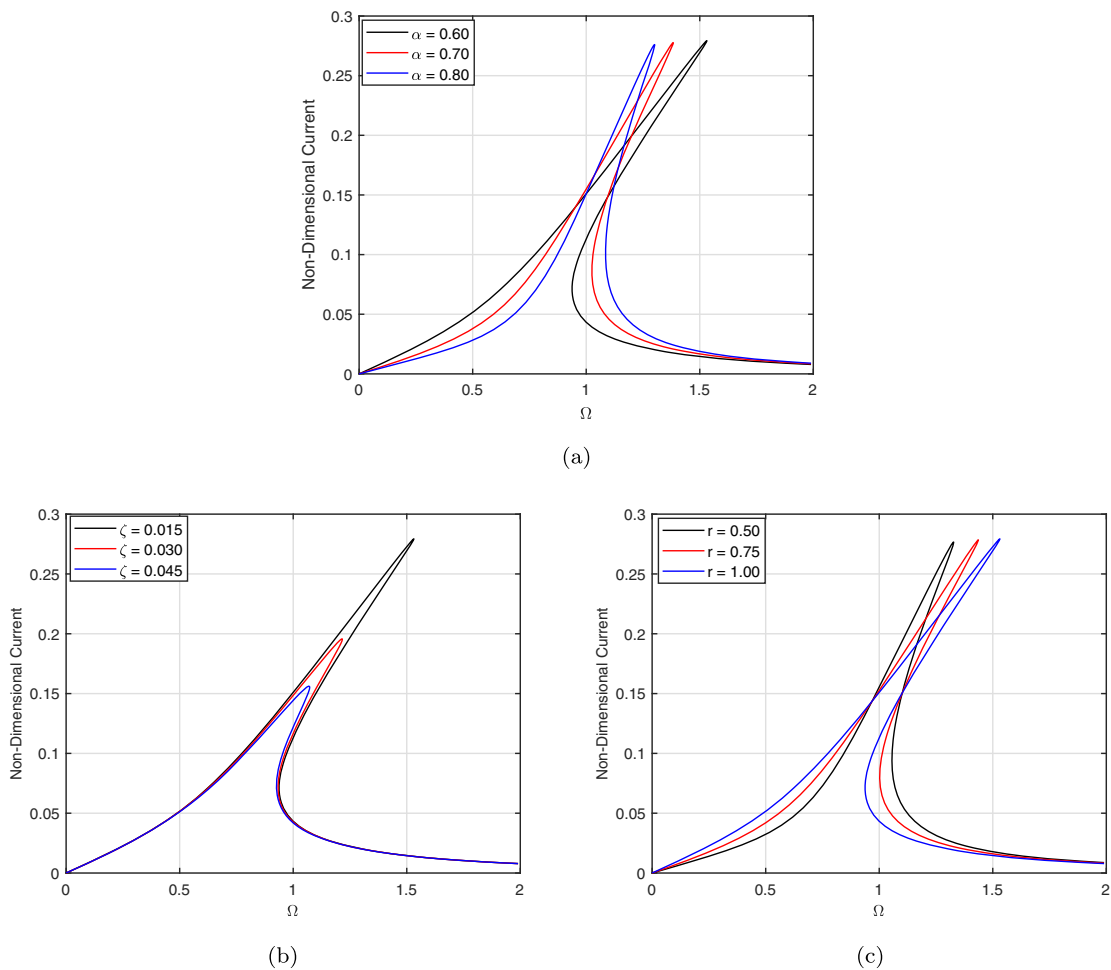 0.3
α = 0.60
α = 0.70
α = 0.80
0.25
0.2
0.15
0.1
0.05
0
Non-Dimensional Current
0 0.5 1 1.5 2
Ω
(a)
0.3
ζ = 0.015
ζ = 0.030
ζ = 0.045
0.25
0.2
0.15
0.1
0.05
0
Non-Dimensional Current
0 0.5 1 1.5 2
Ω
(b)
0.3
r = 0.50
r = 0.75
r = 1.00
0.25
0.2
0.15
0.1
0.05
0
Non-Dimensional Current
0 0.5 1 1.5 2
Ω
(c)